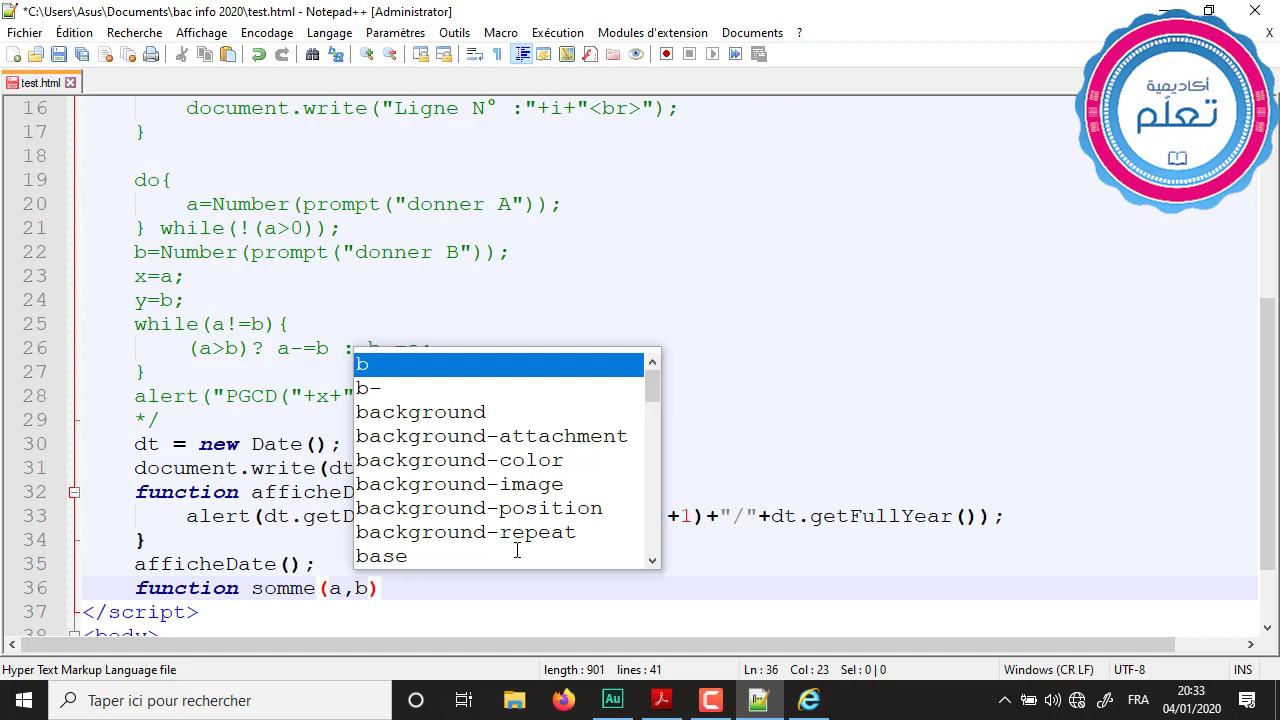 *C:\Users\Asus\Documents\bac info 2020\test.html - Notepad++ [Administrator]
Fichier Édition Recherche Affichage Encodage Langage Paramètres Outils Macro Exécution Modules d'extension Documents ? X
test.html
أكاديمية
تعلّم
16 document.write("Ligne N° :"+i+"<br>");
17 }
18
19 do{
20 a=Number(prompt("donner A"));
21 } while(!(a>0));
22 b=Number(prompt("donner B"));
23 x=a;
24 y=b;
25 while(a!=b){
26 (a>b)? a-=b :
27 }
28 alert("PGCD("+x+"
29 */
30 dt = new Date();
31 document.write(dt
32 function afficheD
33 alert(dt.getD +1)+"/"+dt.getFullYear());
34 }
35 afficheDate();
36 function somme(a,b)
37 </script>
38 <body>
b
b-
background
background-attachment
background-color
background-image
background-position
background-repeat
base
Hyper Text Markup Language file length : 901 lines : 41 Ln : 36 Col : 23 Sel : 0 | 0 Windows (CR LF) UTF-8 INS
Tape ici pour rechercher
FRA
20:33
04/01/2020